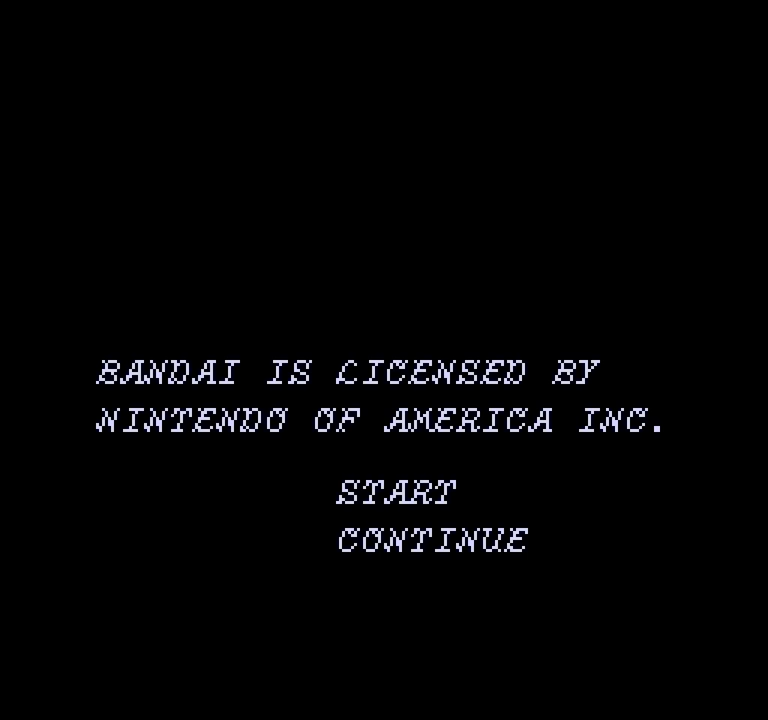 BANDAI IS LICENSED BY
NINTENDO OF AMERICA INC.
START
CONTINUE